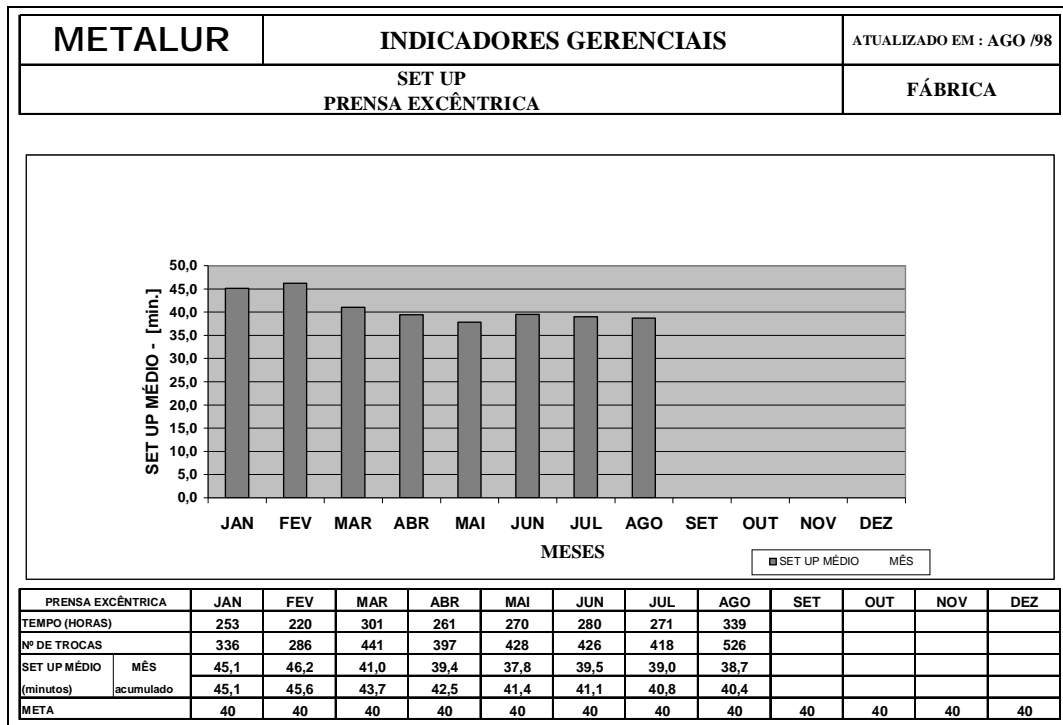 METALUR INDICADORES GERENCIAIS ATUALIZADO EM : AGO /98
SET UP
PRENSA EXCÊNTRICA
FÁBRICA
SET UP MÉDIO - [min.]
50,0
45,0
40,0
35,0
30,0
25,0
20,0
15,0
10,0
5,0
0,0
JAN FEV MAR ABR MAI JUN JUL AGO SET OUT NOV DEZ
MESES
SET UP MÉDIO MÊS
PRENSA EXCÊNTRICA JAN FEV MAR ABR MAI JUN JUL AGO SET OUT NOV DEZ
TEMPO (HORAS) 253 220 301 261 270 280 271 339
Nº DE TROCAS 336 286 441 397 428 426 418 526
SET UP MÉDIO MÊS 45,1 46,2 41,0 39,4 37,8 39,5 39,0 38,7
(minutos) acumulado 45,1 45,6 43,7 42,5 41,4 41,1 40,8 40,4
META 40 40 40 40 40 40 40 40 40 40 40 40